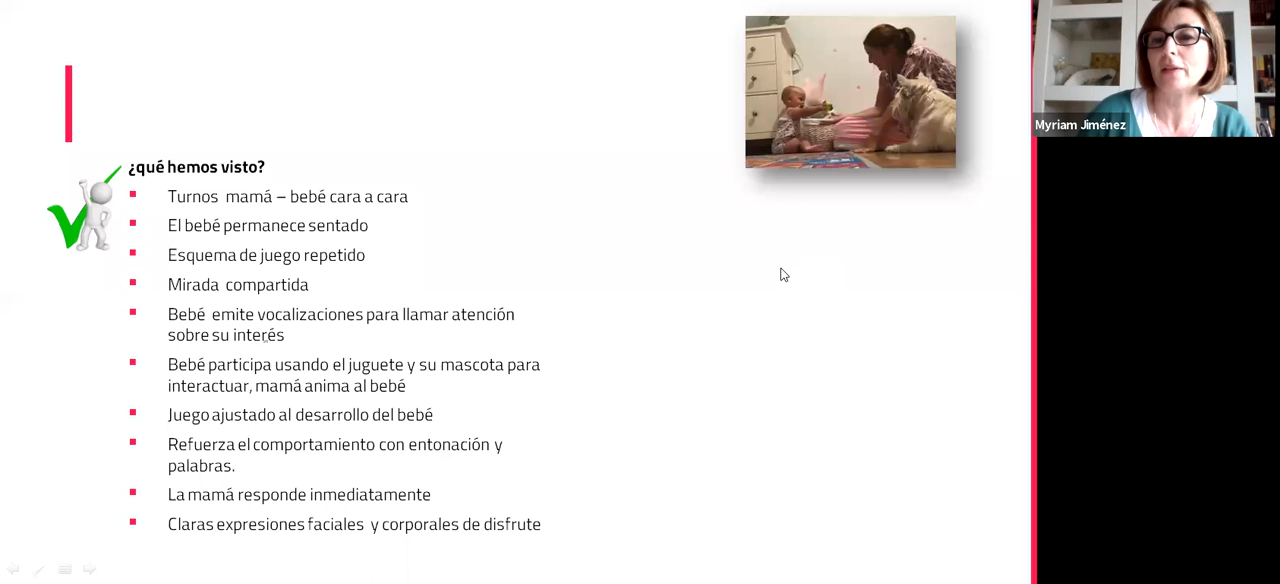 Myriam Jiménez
¿qué hemos visto?
Turnos mamá – bebé cara a cara
El bebé permanece sentado
Esquema de juego repetido
Mirada compartida
Bebé emite vocalizaciones para llamar atención
sobre su interés
Bebé participa usando el juguete y su mascota para
interactuar, mamá anima al bebé
Juego ajustado al desarrollo del bebé
Refuerza el comportamiento con entonación y
palabras.
La mamá responde inmediatamente
Claras expresiones faciales y corporales de disfrute